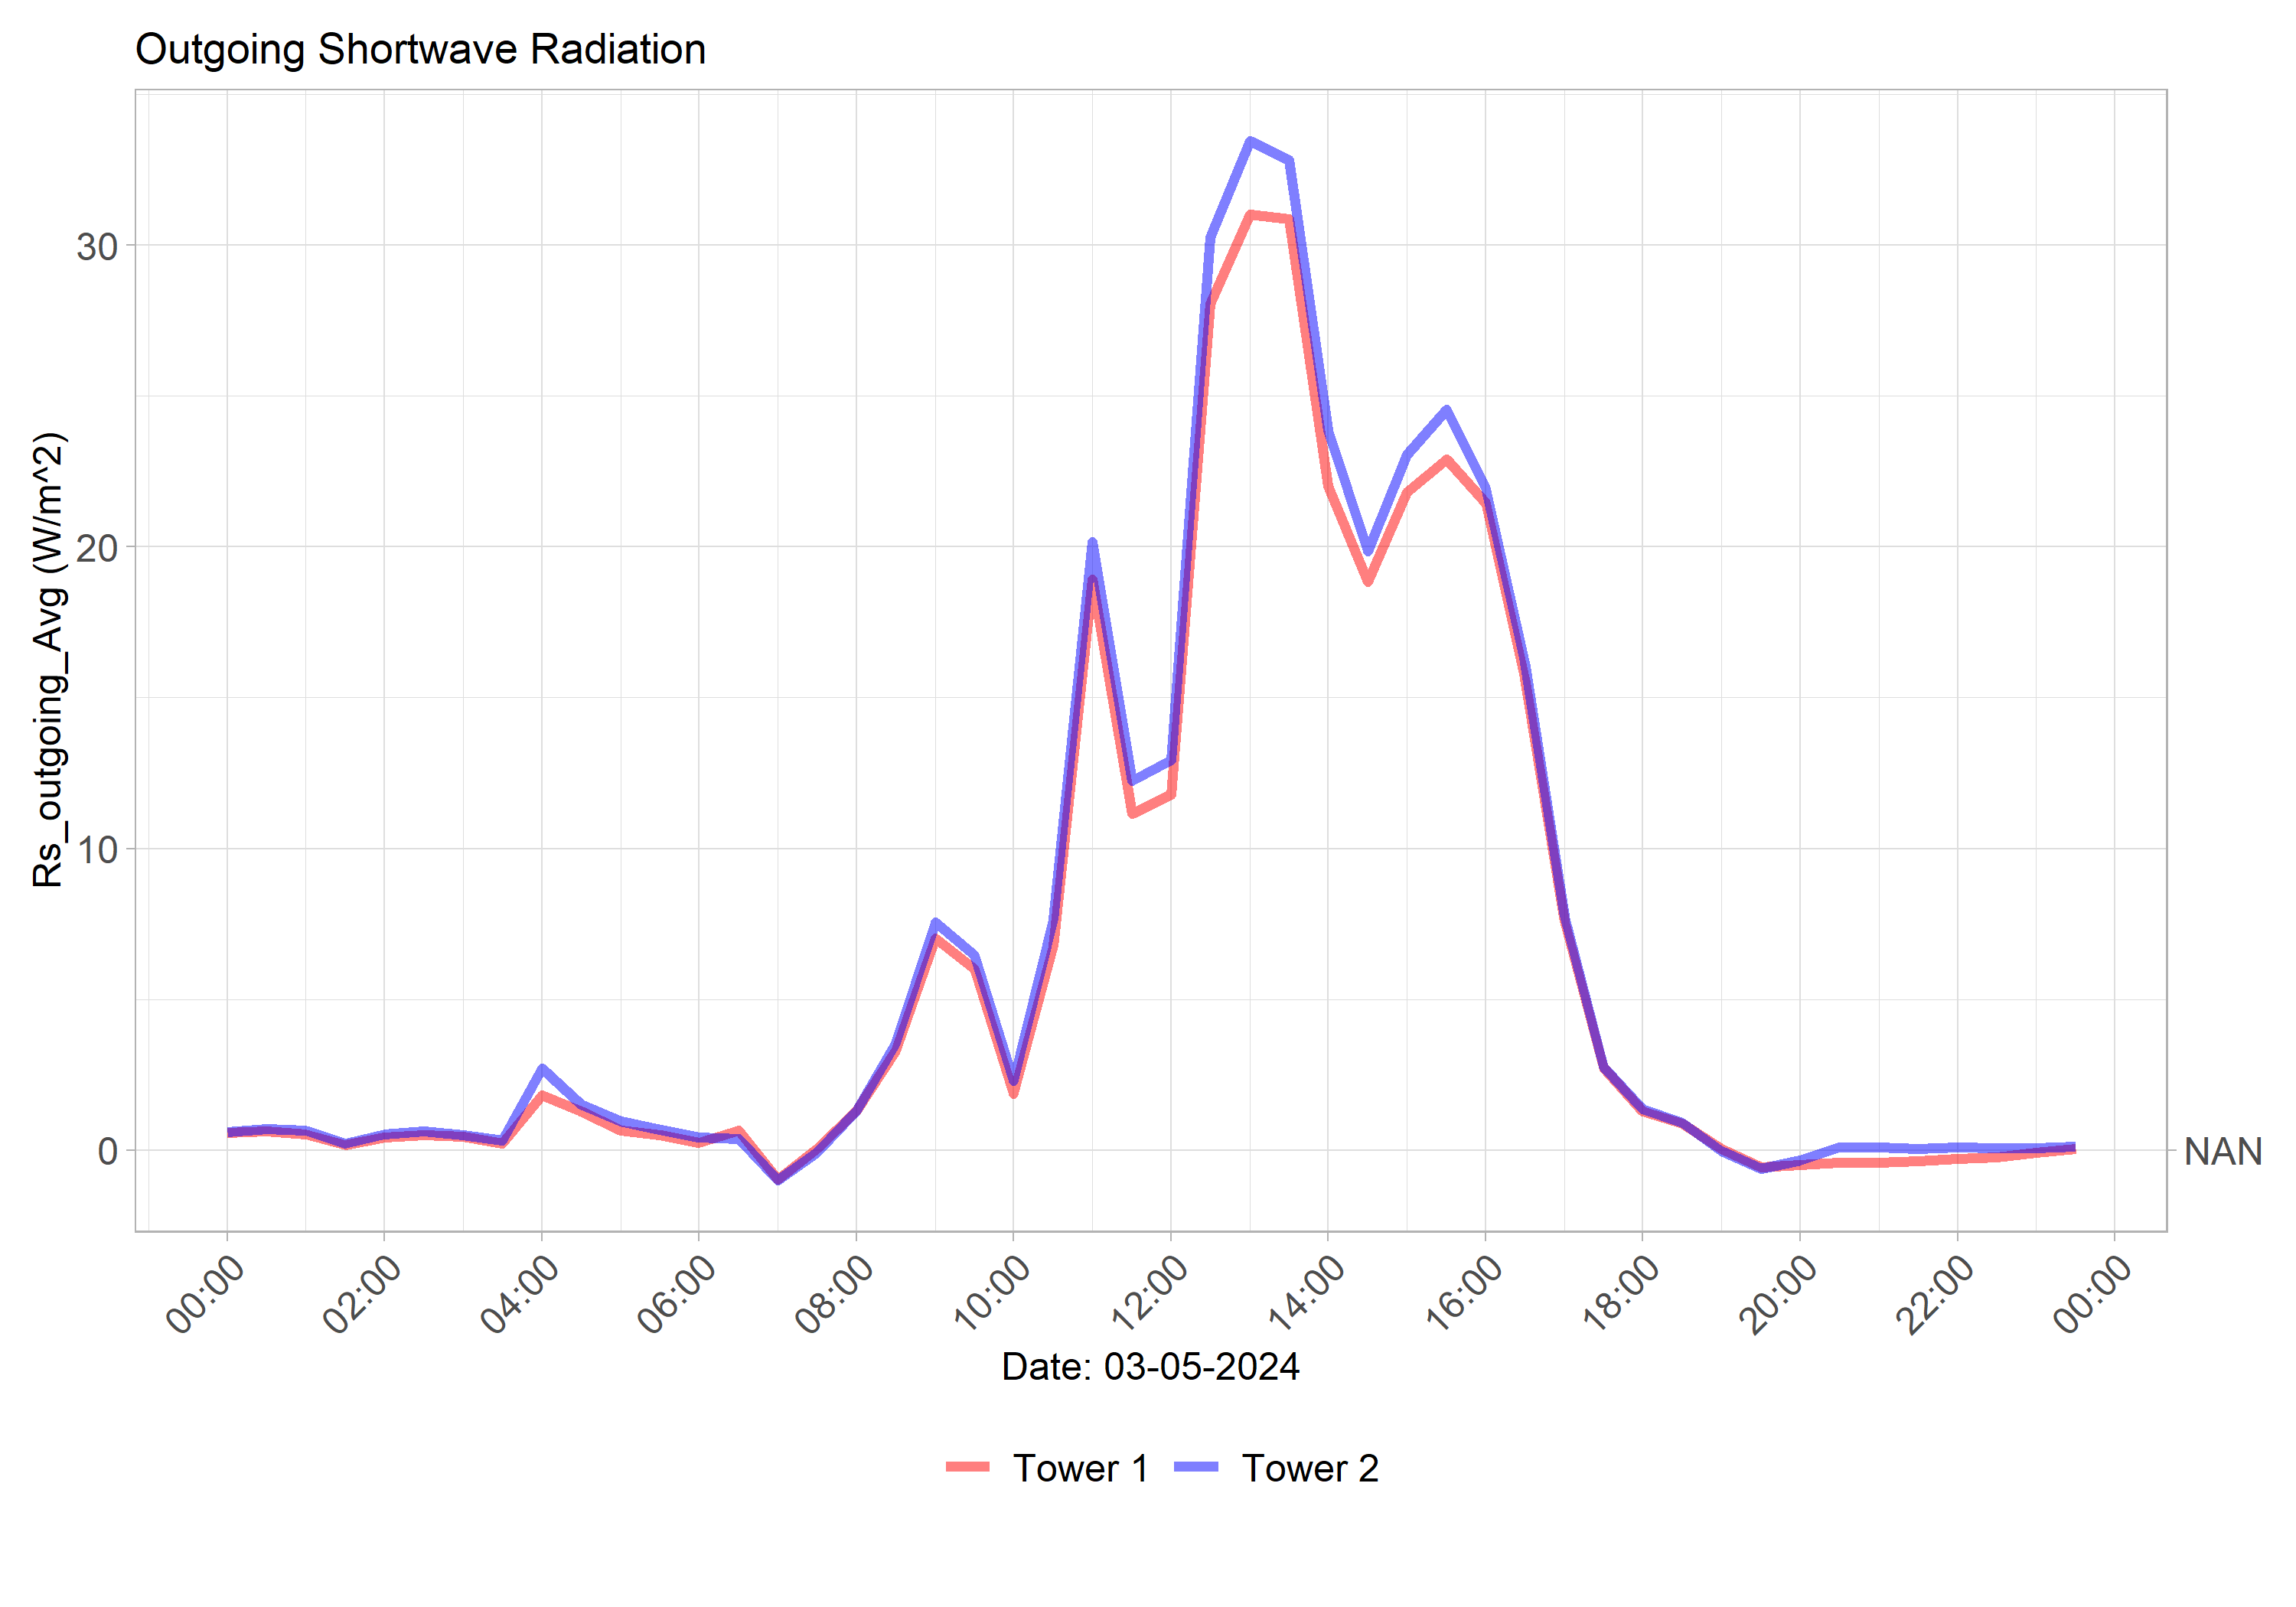 Outgoing Shortwave Radiation
Rs_outgoing_Avg (W/m^2)
30
20
10
0
NAN
00:00
02:00
04:00
06:00
08:00
10:00
12:00
14:00
16:00
18:00
20:00
22:00
00:00
Date: 03-05-2024
Tower 1
Tower 2